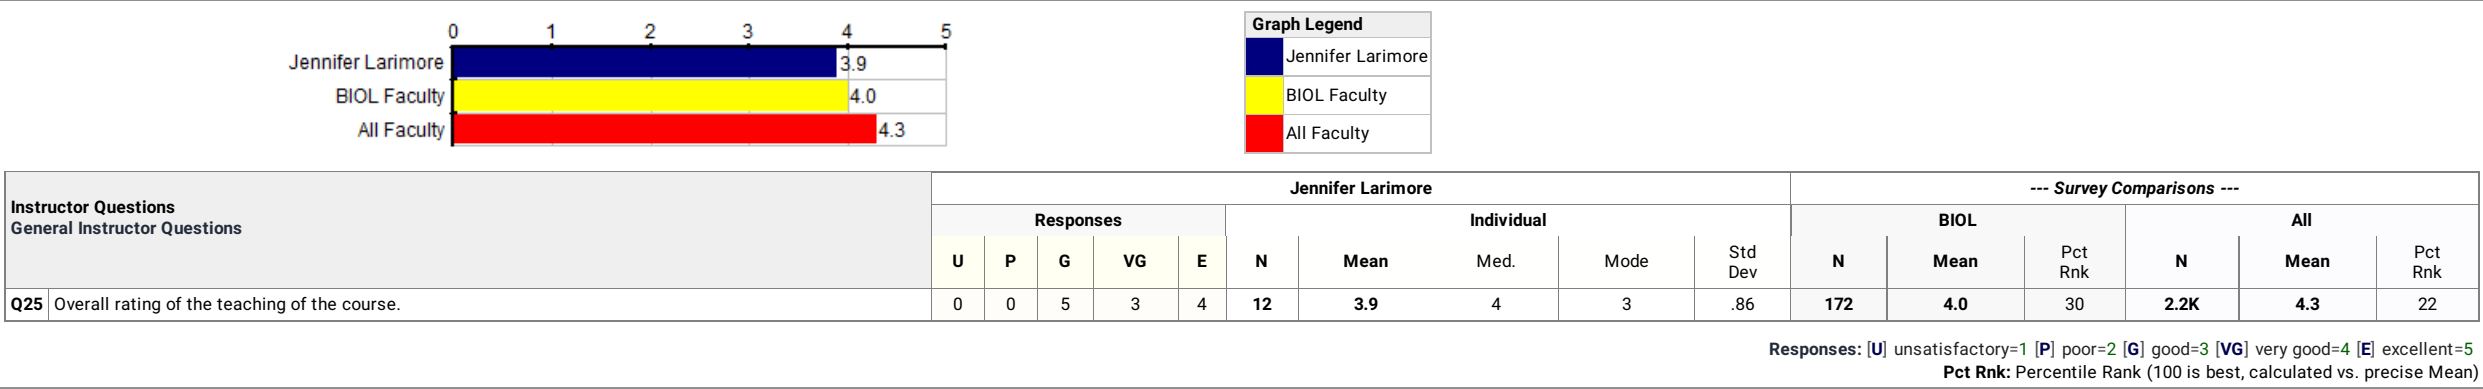 0 1 2 3 4 5
Jennifer Larimore 3.9
BIOL Faculty 4.0
All Faculty 4.3
Graph Legend
Jennifer Larimore
BIOL Faculty
All Faculty
Instructor Questions
General Instructor Questions
Jennifer Larimore --- Survey Comparisons ---
Responses Individual BIOL All
U P G VG E N Mean Med. Mode Std Dev N Mean Pct Rnk N Mean Pct Rnk
Q25 Overall rating of the teaching of the course. 0 0 5 3 4 12 3.9 4 3 .86 172 4.0 30 2.2K 4.3 22
Responses: [U] unsatisfactory=1 [P] poor=2 [G] good=3 [VG] very good=4 [E] excellent=5
Pct Rnk: Percentile Rank (100 is best, calculated vs. precise Mean)